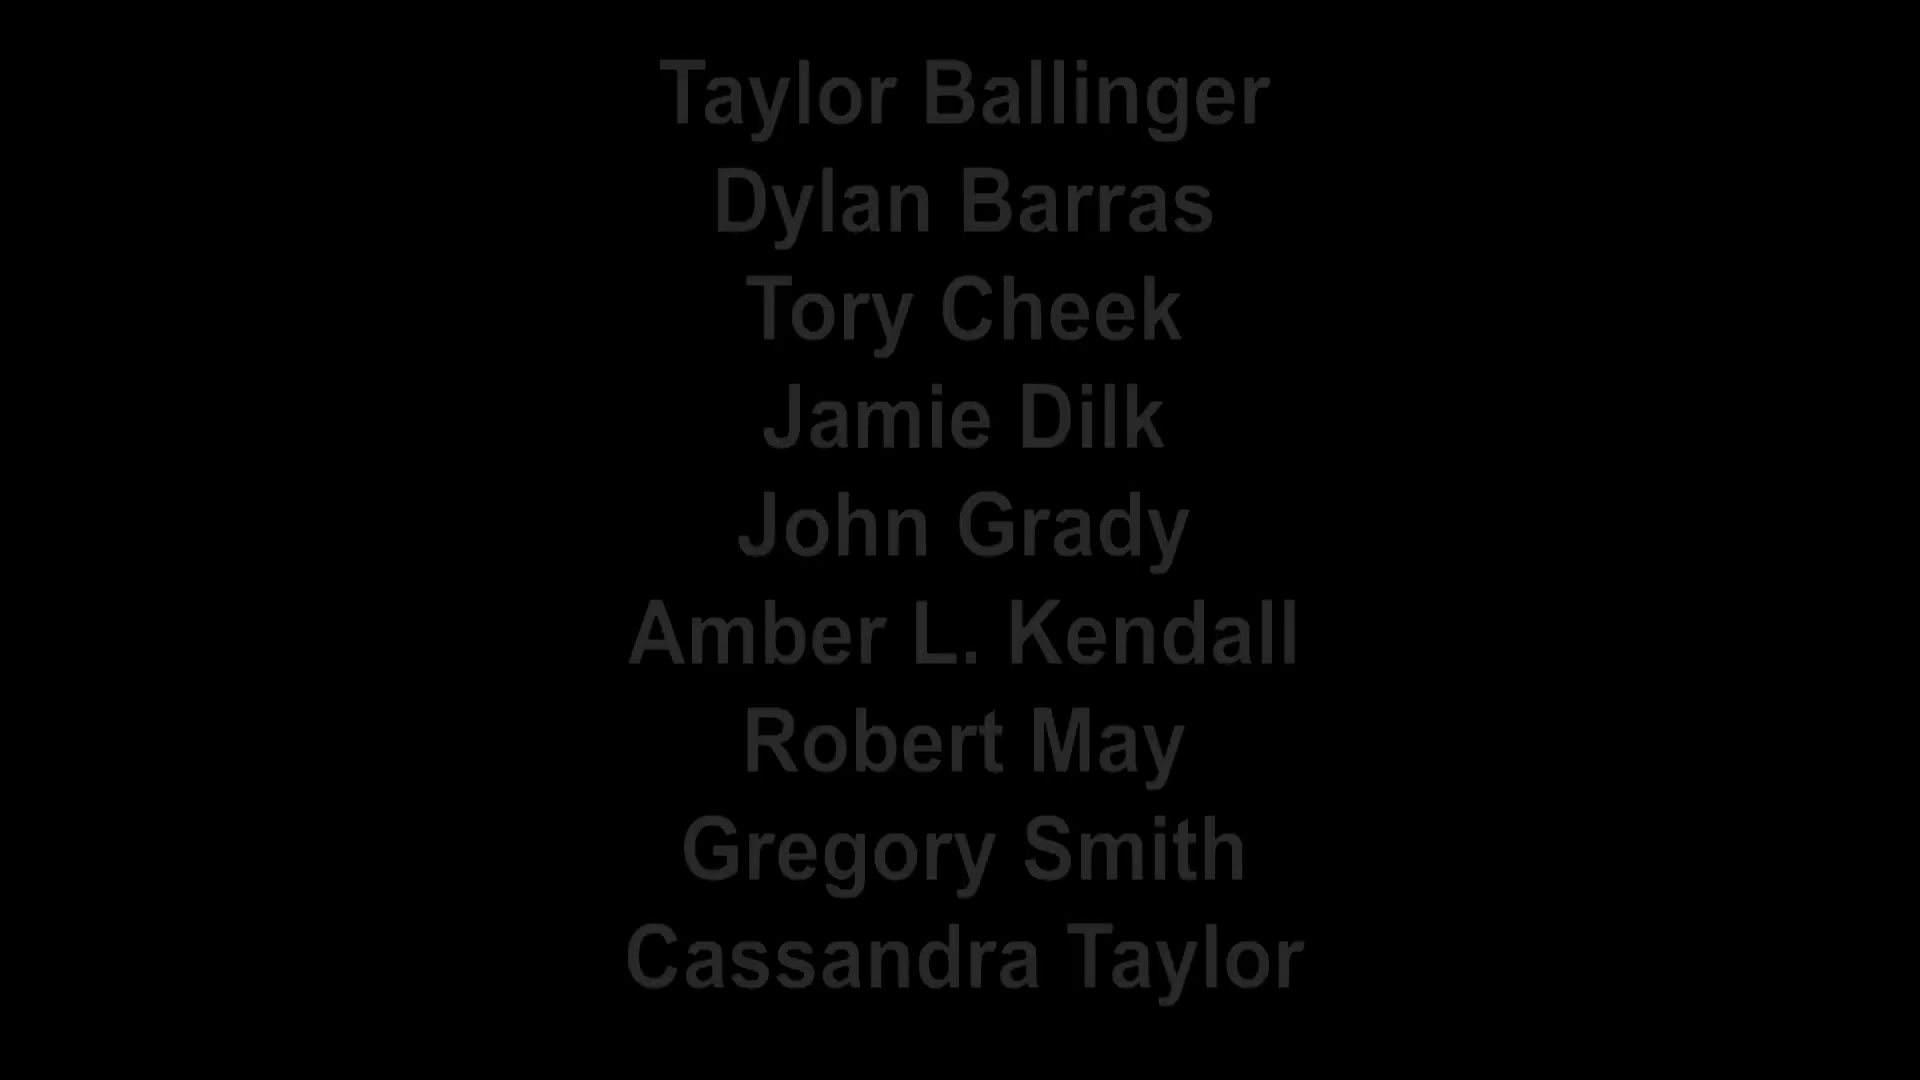 Taylor Ballinger
Dylan Barras
Tory Cheek
Jamie Dilk
John Grady
Amber L. Kendall
Robert May
Gregory Smith
Cassandra Taylor